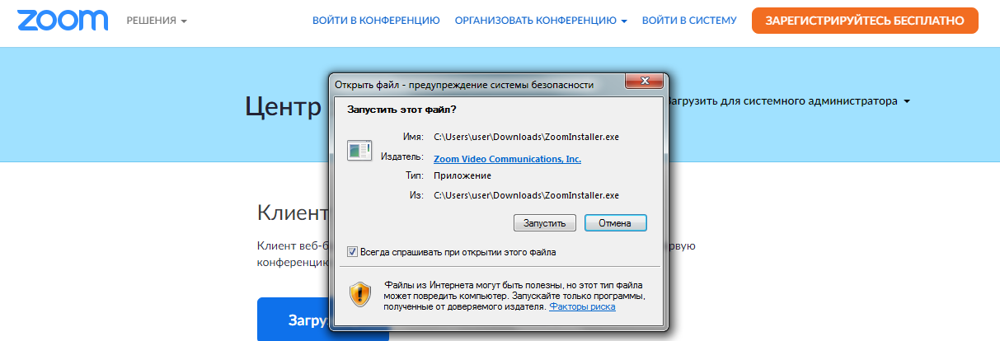 zoom РЕШЕНИЯ ВОЙТИ В КОНФЕРЕНЦИЮ ОРГАНИЗОВАТЬ КОНФЕРЕНЦИЮ ВОЙТИ В СИСТЕМУ ЗАРЕГИСТРИРУЙТЕСЬ БЕСПЛАТНО
Центр
Загрузить для системного администратора
Открыть файл - предупреждение системы безопасности
Запустить этот файл?
Имя: C:\Users\user\Downloads\ZoomInstaller.exe
Издатель: Zoom Video Communications, Inc.
Тип: Приложение
Из: C:\Users\user\Downloads\ZoomInstaller.exe
Запустить Отмена
Всегда спрашивать при открытии этого файла
Файлы из Интернета могут быть полезны, но этот тип файла
может повредить компьютер. Запускайте только программы,
полученные от доверяемого издателя. Факторы риска
Клиент
Клиент веб-б
рвую
конференцию
Загру